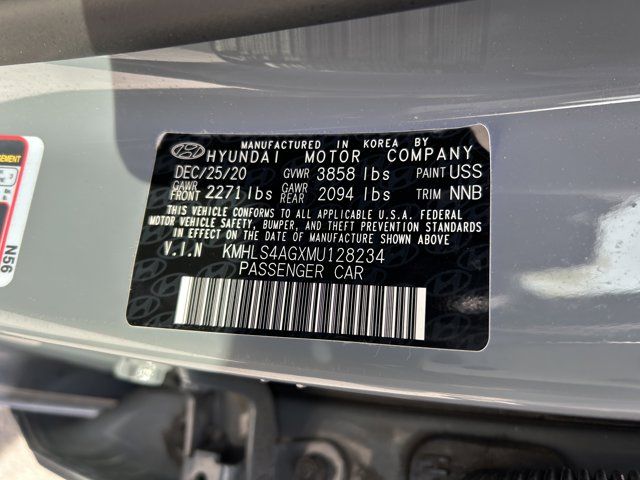 MANUFACTURED IN KOREA BY
HYUNDAI MOTOR COMPANY
DEC/25/20 GVWR 3858 lbs PAINT USS
GAWR FRONT 2271 lbs GAWR REAR 2094 lbs TRIM NNB
THIS VEHICLE CONFORMS TO ALL APPLICABLE U.S.A. FEDERAL
MOTOR VEHICLE SAFETY, BUMPER, AND THEFT PREVENTION STANDARDS
IN EFFECT ON THE DATE OF MANUFACTURE SHOWN ABOVE.
V.I.N KMHLS4AGXMU128234
PASSENGER CAR
N56